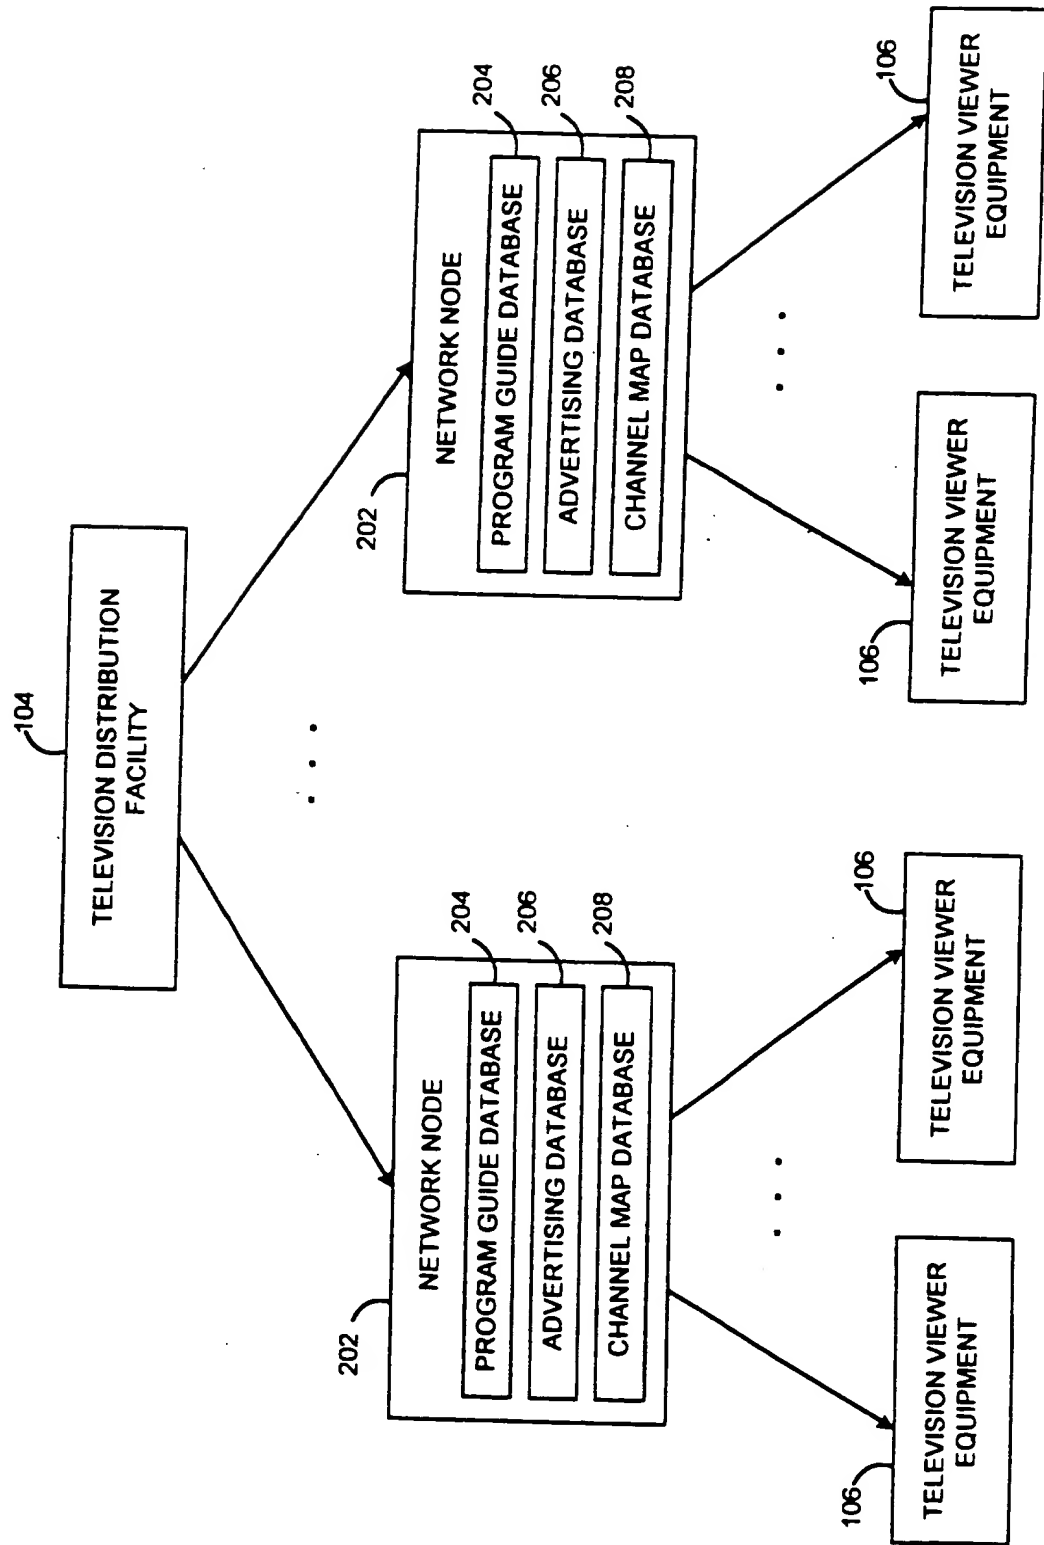 104
TELEVISION DISTRIBUTION
FACILITY
202
NETWORK NODE
PROGRAM GUIDE DATABASE
204
ADVERTISING DATABASE
206
CHANNEL MAP DATABASE
208
202
NETWORK NODE
PROGRAM GUIDE DATABASE
204
ADVERTISING DATABASE
206
CHANNEL MAP DATABASE
208
106
TELEVISION VIEWER
EQUIPMENT
106
TELEVISION VIEWER
EQUIPMENT
106
TELEVISION VIEWER
EQUIPMENT
106
TELEVISION VIEWER
EQUIPMENT